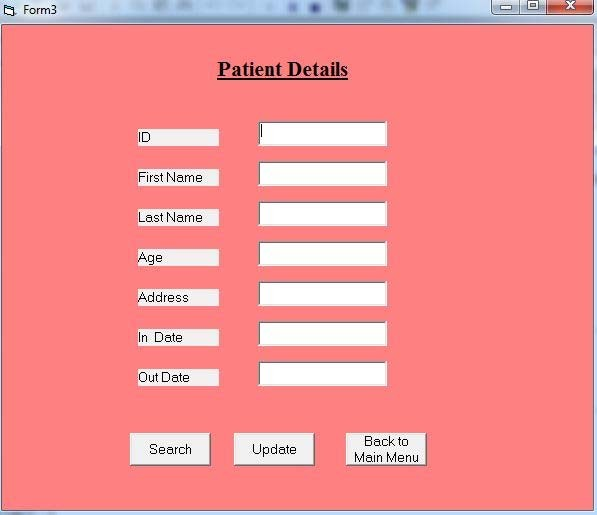 Form3
Patient Details
ID
First Name
Last Name
Age
Address
In Date
Out Date
Search
Update
Back to
Main Menu